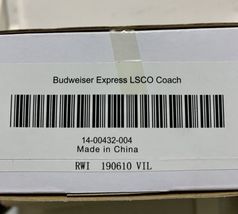 Budweiser Express LSCO Coach
14-00432-004
Made in China
RWI 190610 VIL